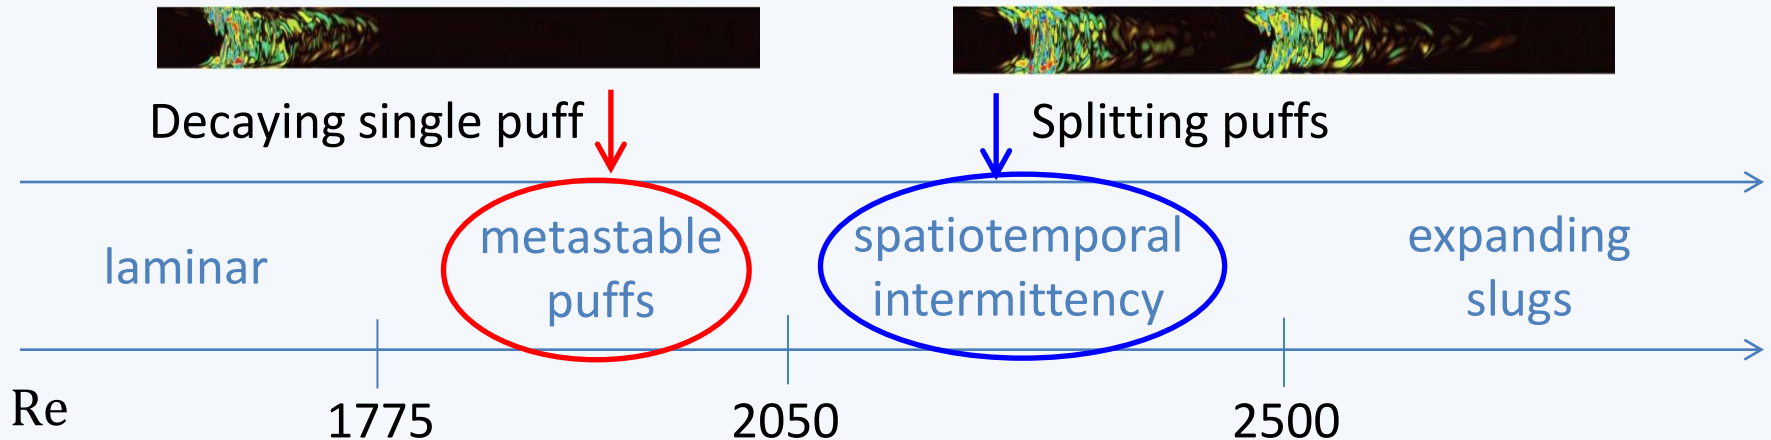 Decaying single puff
Splitting puffs
laminar
metastable
puffs
spatiotemporal
intermittency
expanding
slugs
Re
1775
2050
2500